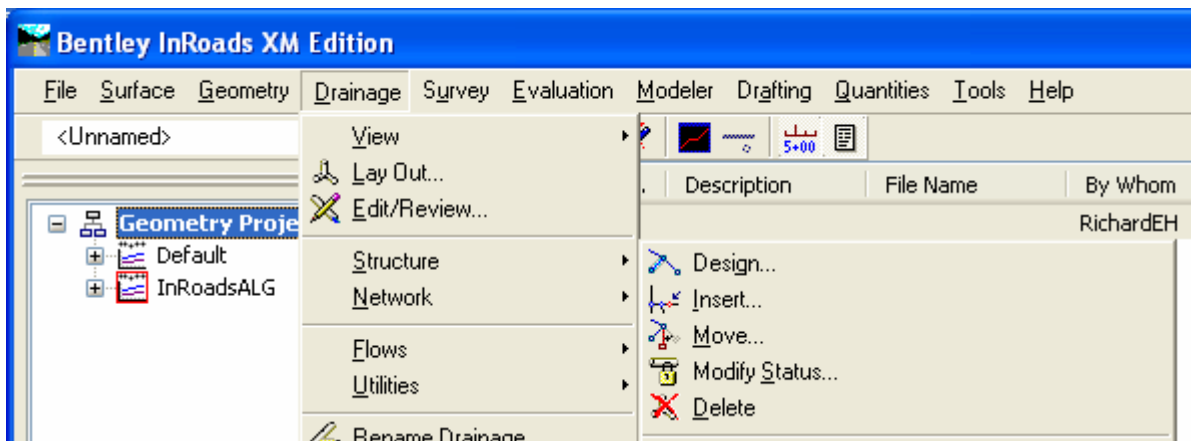 Bentley InRoads XM Edition
File Surface Geometry Drainage Survey Evaluation Modeler Drafting Quantities Tools Help
<Unnamed>
5+00
View
Lay Out...
Edit/Review...
Structure
Network
Flows
Utilities
Rename Drainage
Description File Name By Whom
RichardEH
Geometry Proje
Default
InRoadsALG
Design...
Insert...
Move...
Modify Status...
Delete